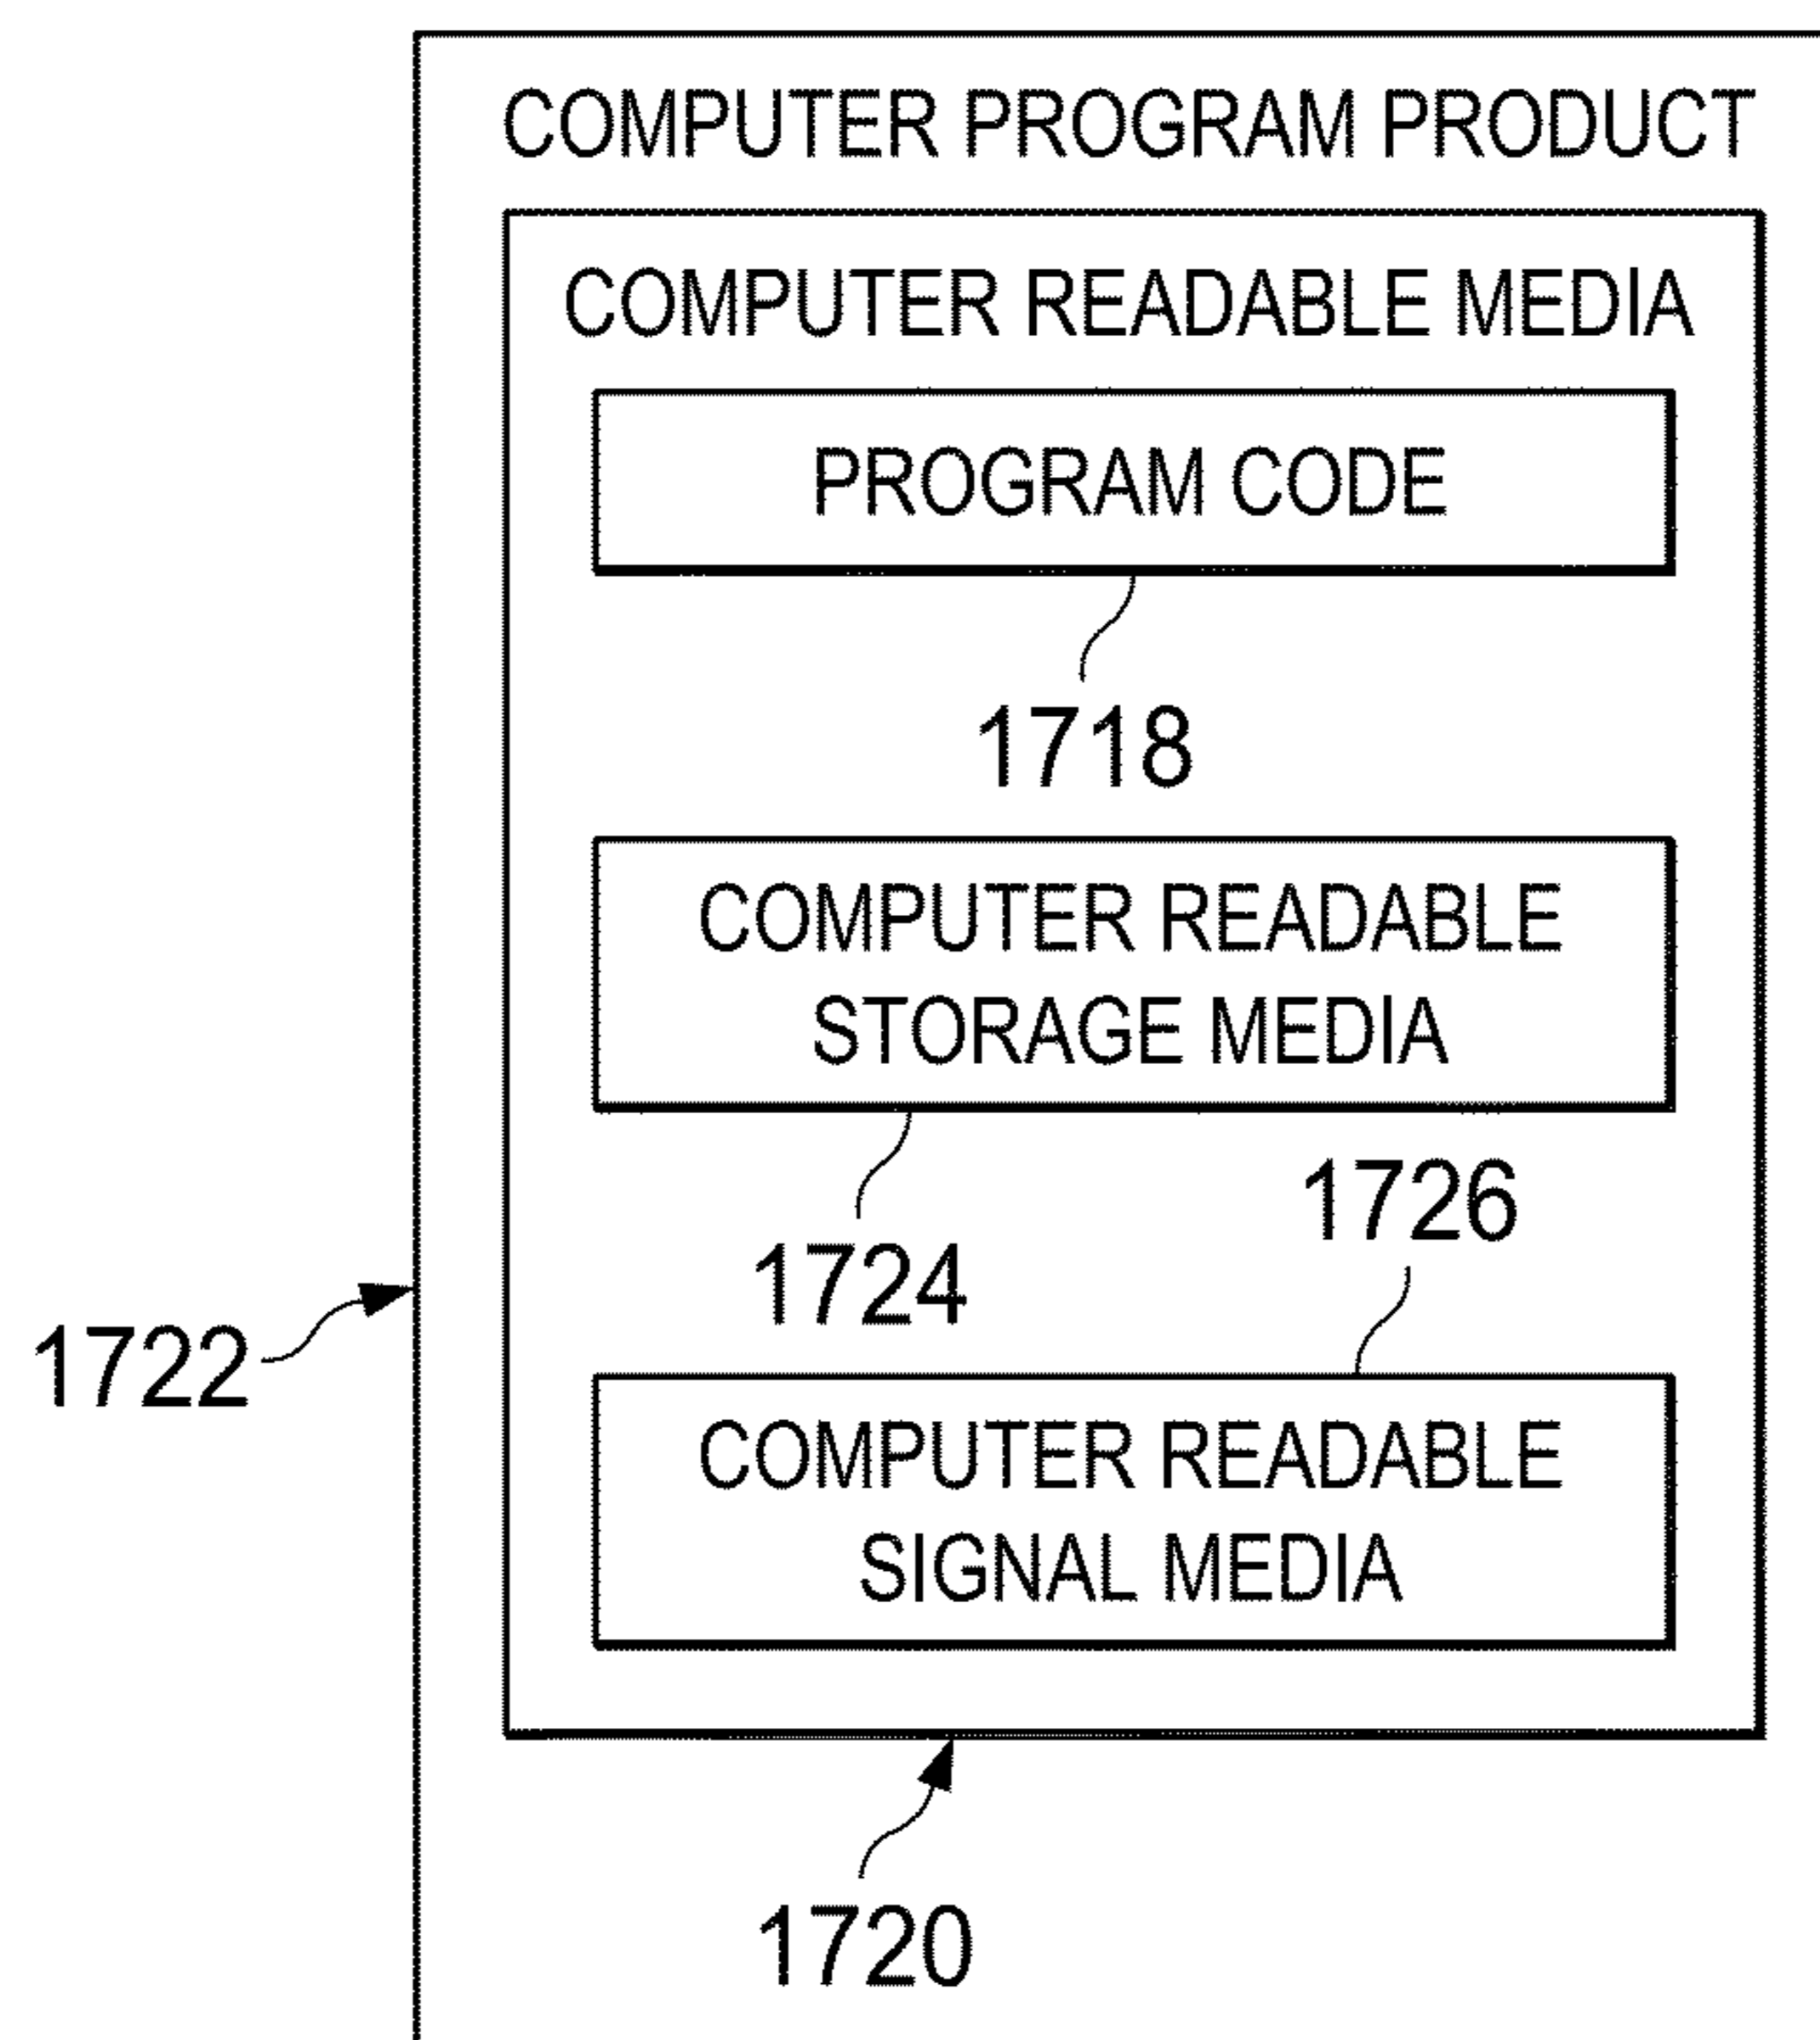 COMPUTER PROGRAM PRODUCT
COMPUTER READABLE MEDIA
PROGRAM CODE
1718
COMPUTER READABLE
STORAGE MEDIA
1726
1724
1722
COMPUTER READABLE
SIGNAL MEDIA
1720